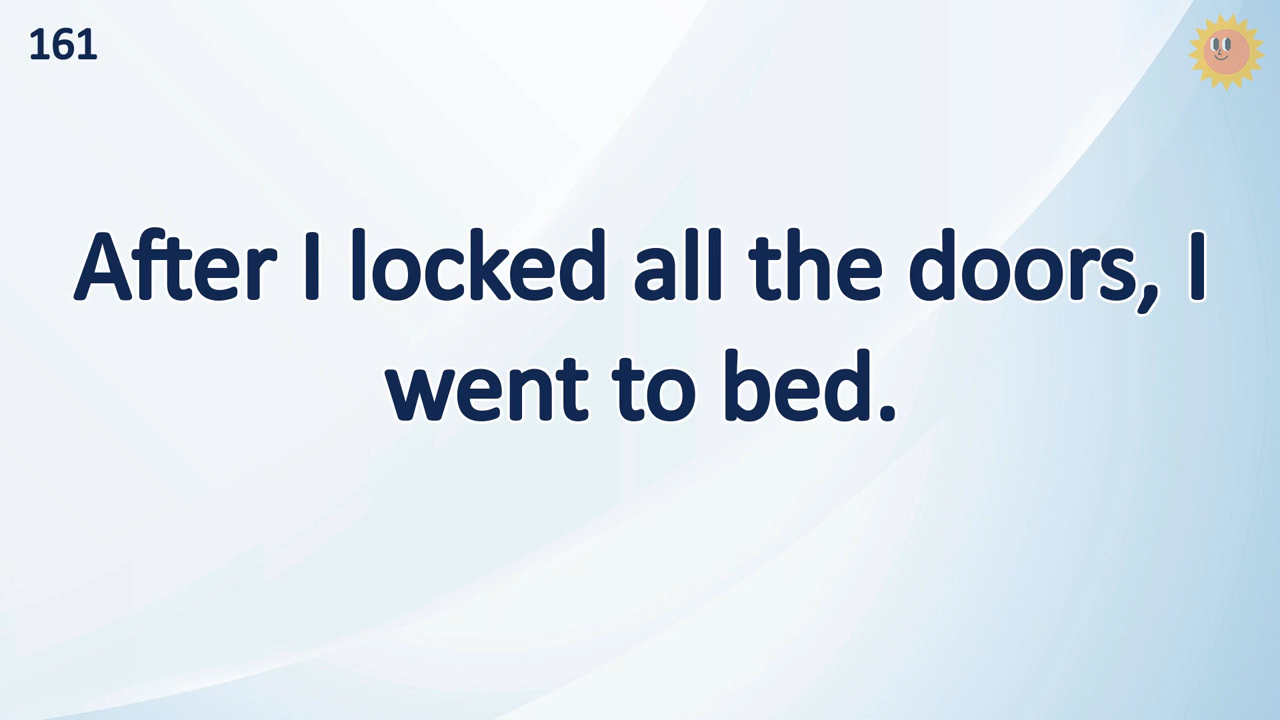 161
After I locked all the doors, I
went to bed.